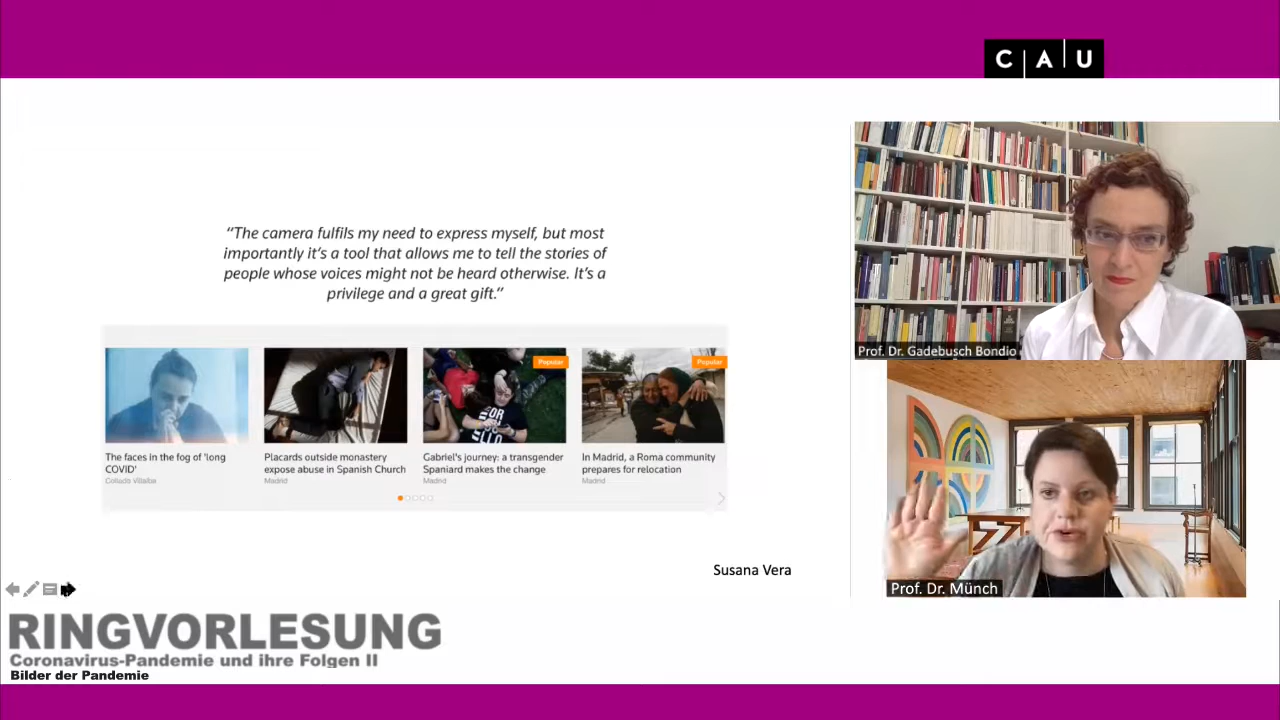 C A U
“The camera fulfils my need to express myself, but most
importantly it’s a tool that allows me to tell the stories of
people whose voices might not be heard otherwise. It’s a
privilege and a great gift.”
Popular
Popular
The faces in the fog of 'long
COVID'
Collado Villalba
Placards outside monastery
expose abuse in Spanish Church
Madrid
Gabriel's journey: a transgender
Spaniard makes the change
Madrid
In Madrid, a Roma community
prepares for relocation
Madrid
Susana Vera
Prof. Dr. Gadebusch Bondio
Prof. Dr. Münch
RINGVORLESUNG
Coronavirus-Pandemie und ihre Folgen II
Bilder der Pandemie